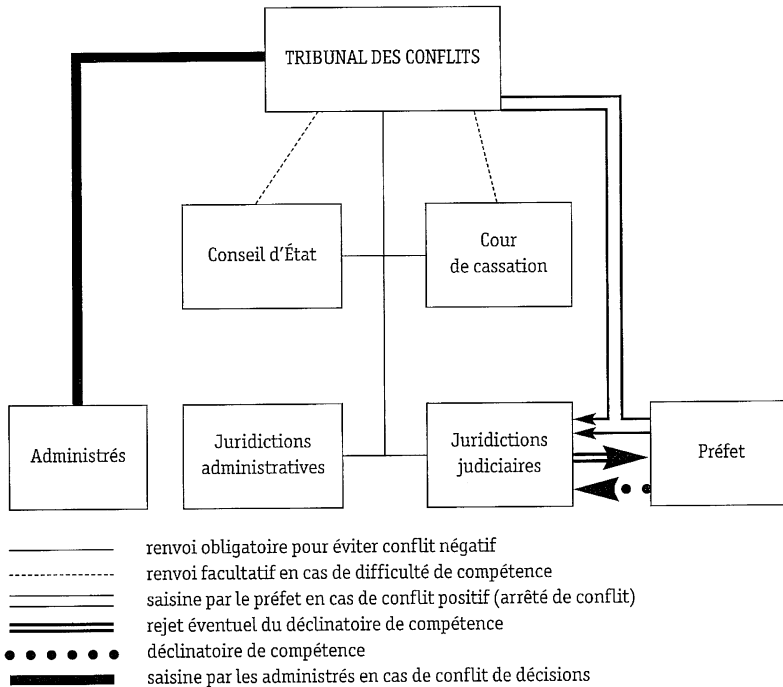 TRIBUNAL DES CONFLITS
Conseil d'État
Cour
de cassation
Administrés
Juridictions
administratives
Juridictions
judiciaires
Préfet
renvoi obligatoire pour éviter conflit négatif
renvoi facultatif en cas de difficulté de compétence
saisine par le préfet en cas de conflit positif (arrêté de conflit)
rejet éventuel du déclinatoire de compétence
déclinatoire de compétence
saisine par les administrés en cas de conflit de décisions